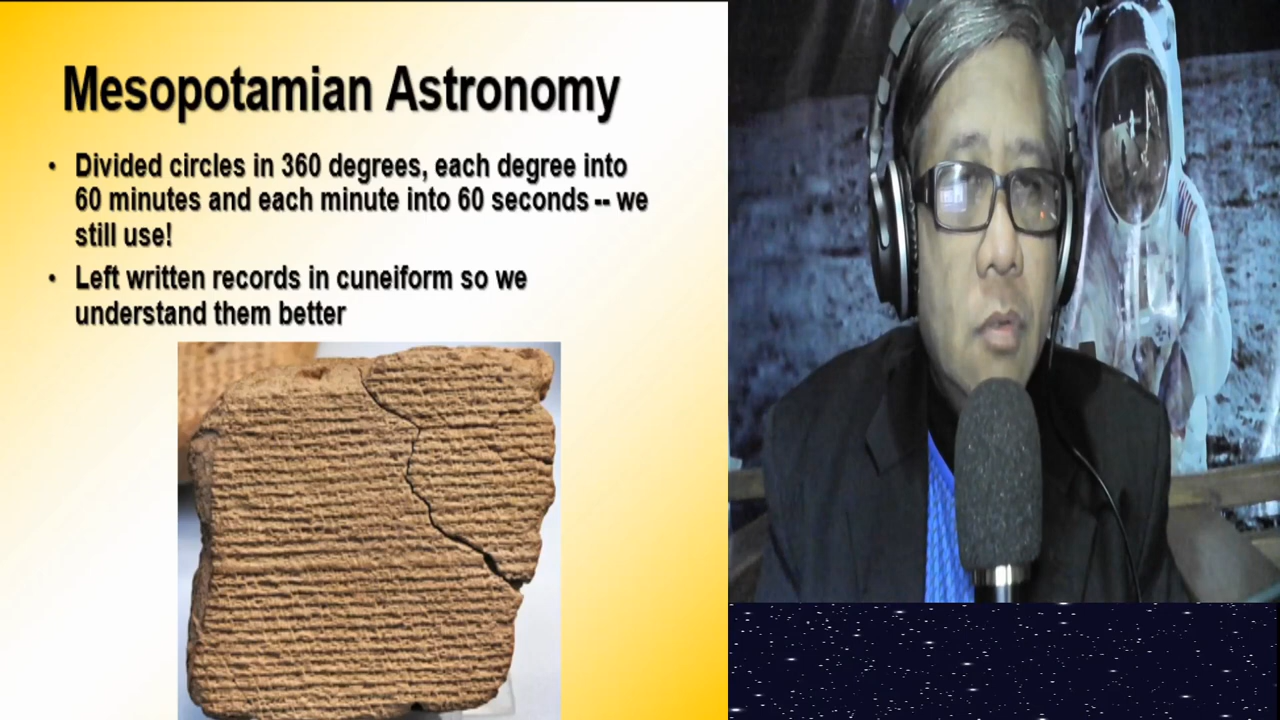 Mesopotamian Astronomy
• Divided circles in 360 degrees, each degree into
60 minutes and each minute into 60 seconds -- we
still use!
• Left written records in cuneiform so we
understand them better